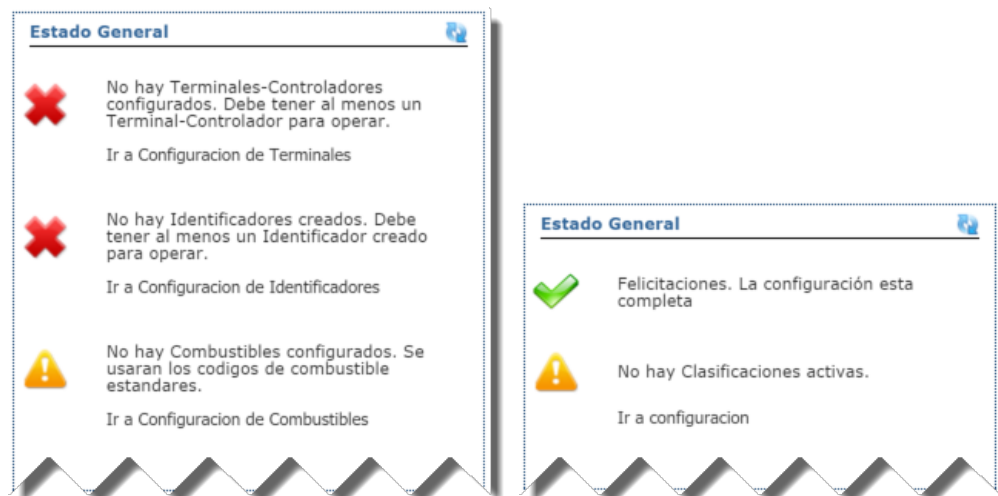 Estado General
No hay Terminales-Controladores
configurados. Debe tener al menos un
Terminal-Controlador para operar.
Ir a Configuracion de Terminales
No hay Identificadores creados. Debe
tener al menos un Identificador creado
para operar.
Ir a Configuracion de Identificadores
No hay Combustibles configurados. Se
usaran los codigos de combustible
estandares.
Ir a Configuracion de Combustibles
Estado General
Felicitaciones. La configuración esta
completa
No hay Clasificaciones activas.
Ir a configuracion